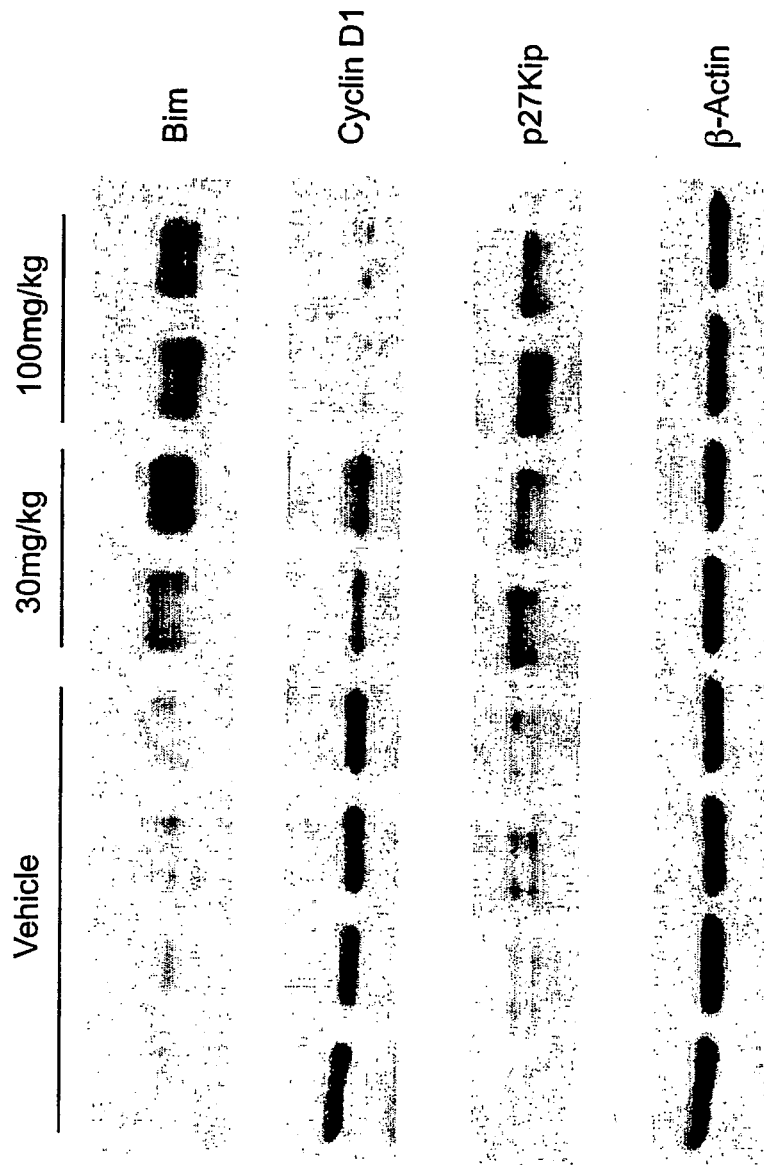 Vehicle
30mg/kg
100mg/kg
Bim
Cyclin D1
p27Kip
β-Actin